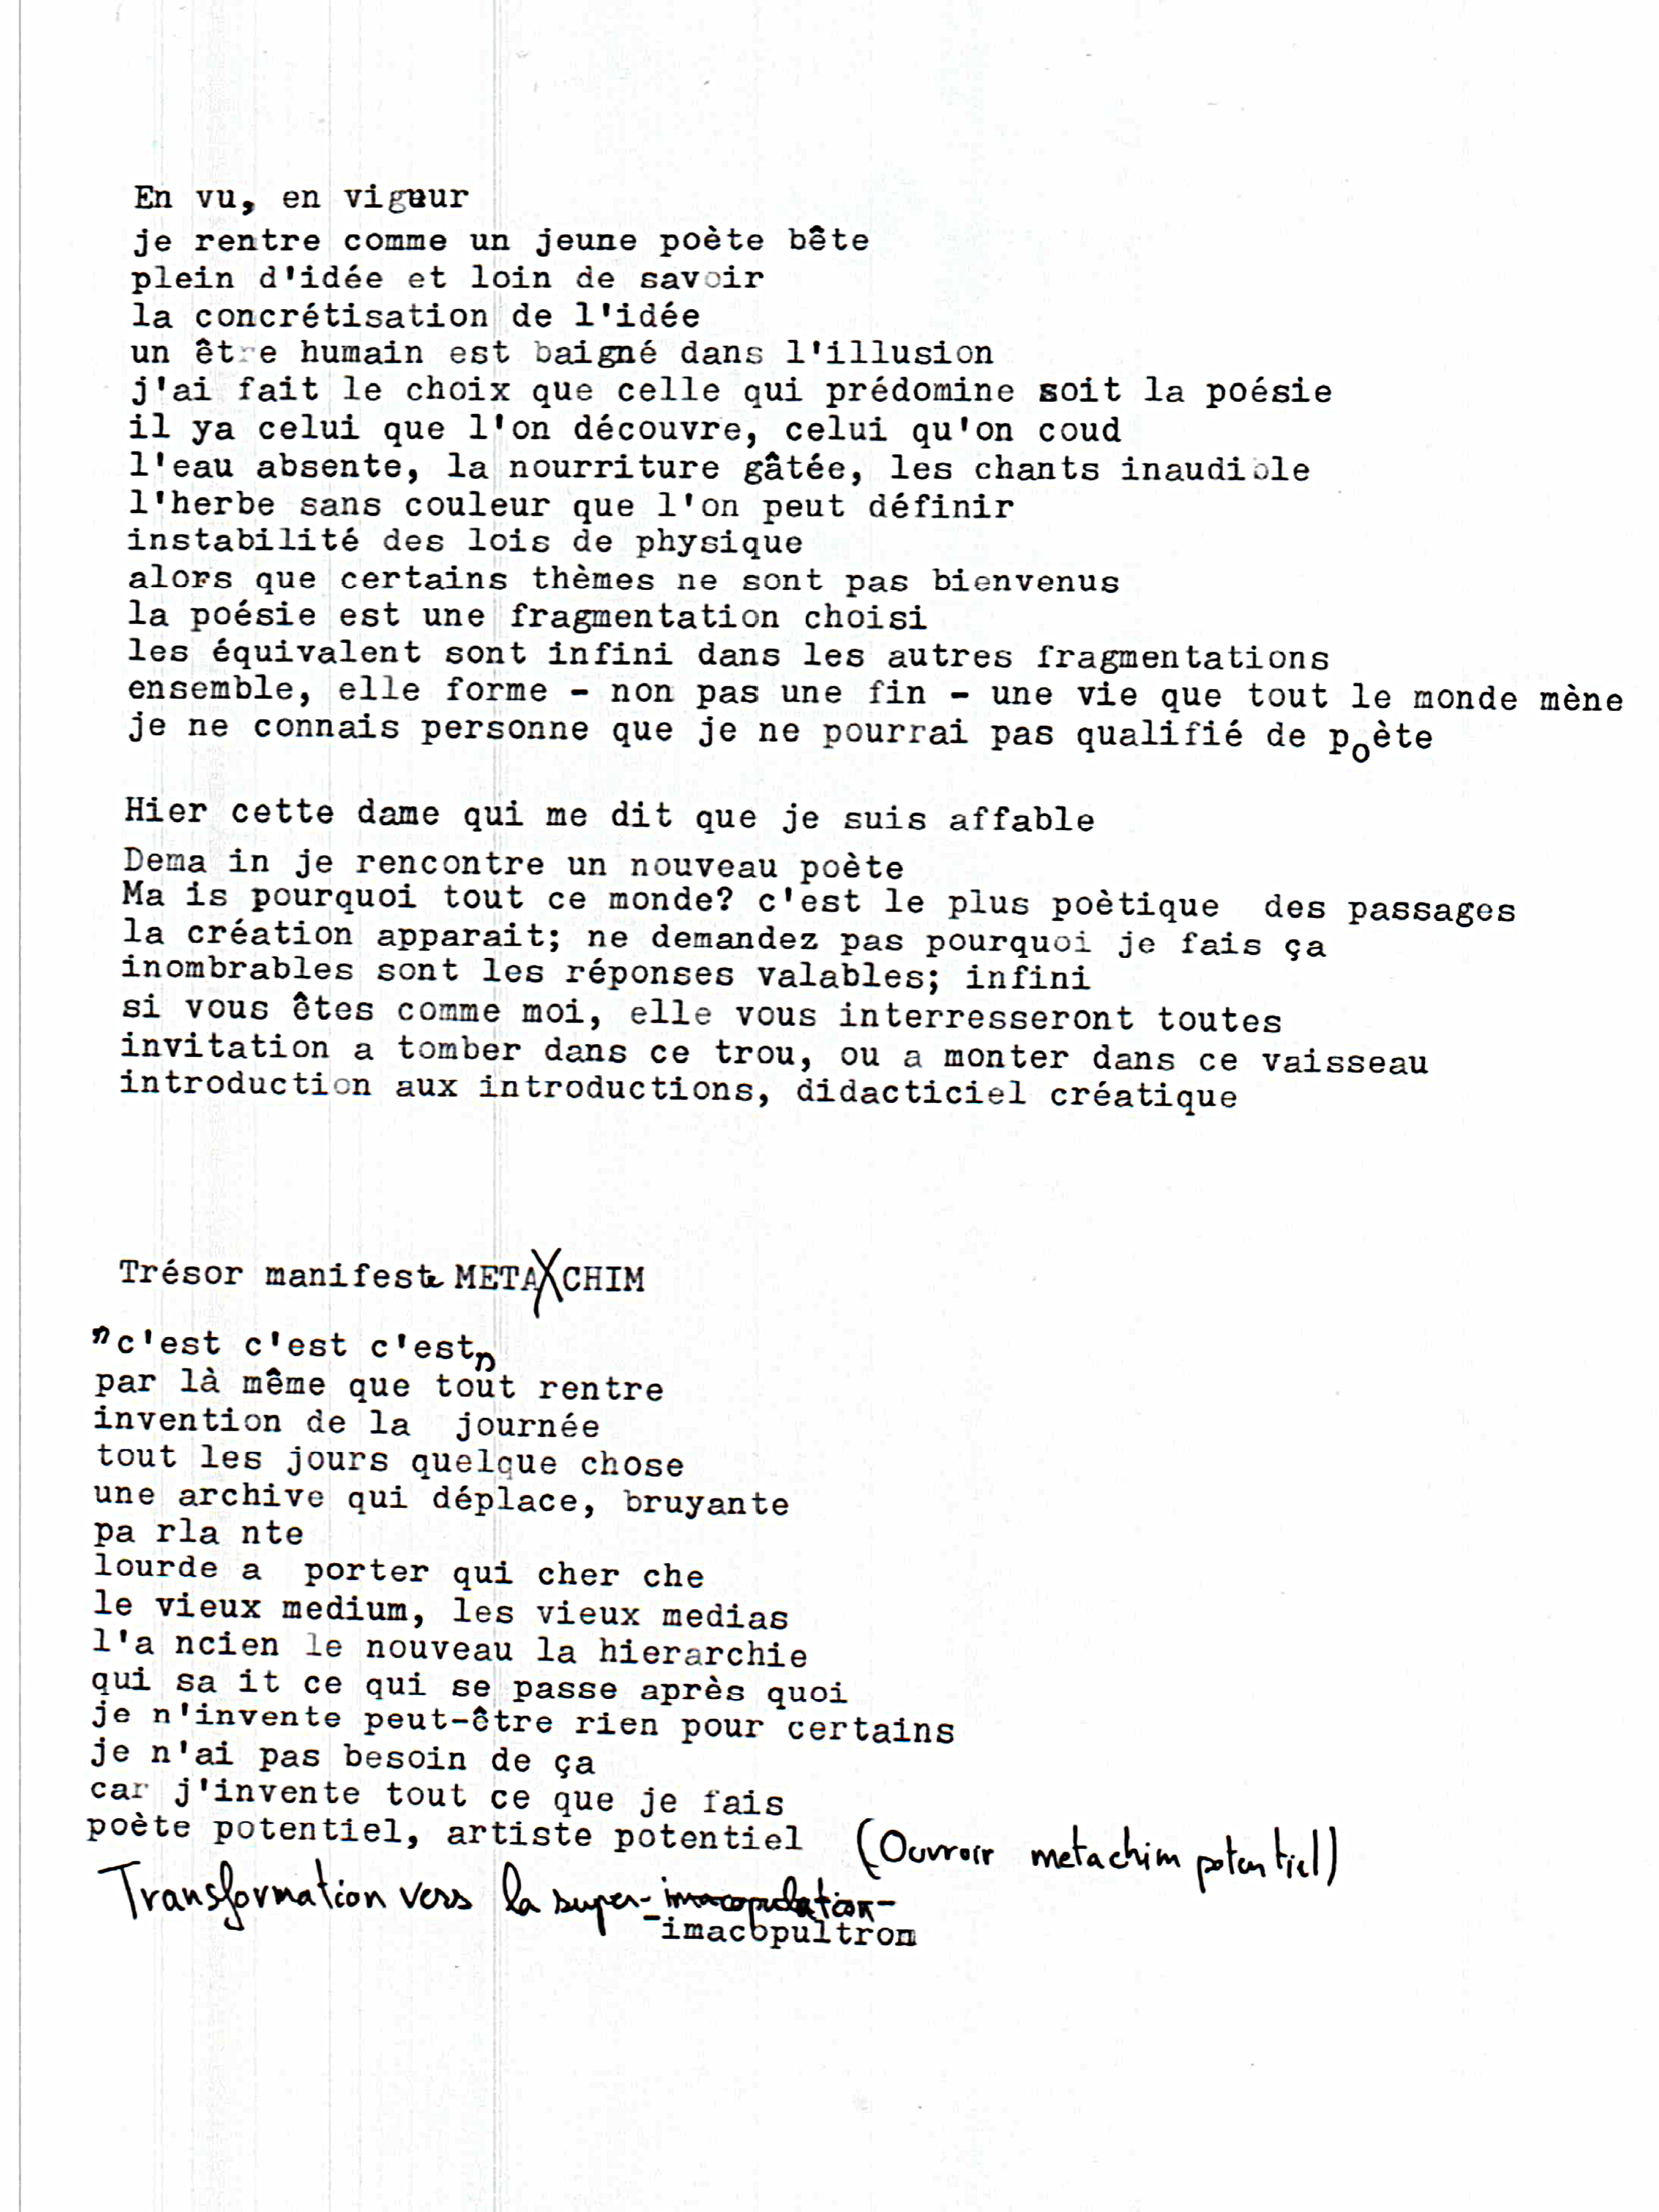 En vu, en vigueur
je rentre comme un jeune poète bête
plein d'idée et loin de savoir
la concrétisation de l'idée
un être humain est baigné dans l'illusion
j'ai fait le choix que celle qui prédomine soit la poésie
il ya celui que l'on découvre, celui qu'on coud
l'eau absente, la nourriture gâtée, les chants inaudible
l'herbe sans couleur que l'on peut définir
instabilité des lois de physique
alors que certains thèmes ne sont pas bienvenus
la poésie est une fragmentation choisi
les équivalent sont infini dans les autres fragmentations
ensemble, elle forme - non pas une fin - une vie que tout le monde mène
je ne connais personne que je ne pourrai pas qualifié de poète
Hier cette dame qui me dit que je suis affable
Dema in je rencontre un nouveau poète
Ma is pourquoi tout ce monde? c'est le plus poètique des passages
la création apparait; ne demandez pas pourquoi je fais ça
inombrables sont les réponses valables; infini
si vous êtes comme moi, elle vous interresseront toutes
invitation a tomber dans ce trou, ou a monter dans ce vaisseau
introduction aux introductions, didacticiel créatique
Trésor manifeste METAXCHIM
"c'est c'est c'est"
par là même que tout rentre
invention de la journée
tout les jours quelque chose
une archive qui déplace, bruyante
pa rla nte
lourde a porter qui cher che
le vieux medium, les vieux medias
l'a ncien le nouveau la hierarchie
qui sa it ce qui se passe après quoi
je n'invente peut-être rien pour certains
je n'ai pas besoin de ça
car j'invente tout ce que je fais
poète potentiel, artiste potentiel (Ouvroir metachim potentiel)
Transformation vers la super-imacopulation-
-imacopultron